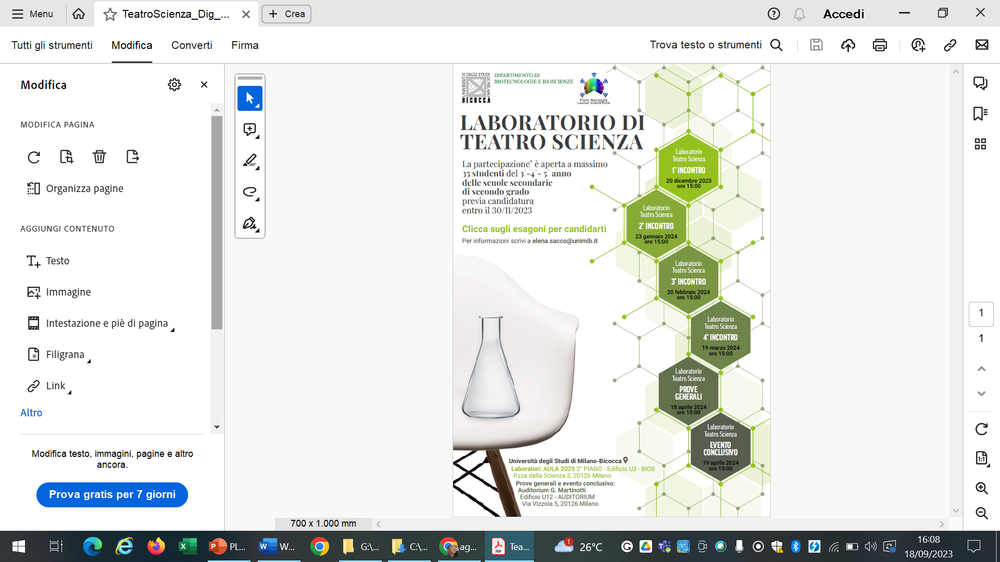 Menu
TeatroScienza_Dig_...
Crea
Accedi
Tutti gli strumenti
Modifica
Converti
Firma
Trova testo o strumenti
Modifica
MODIFICA PAGINA
Organizza pagine
AGGIUNGI CONTENUTO
Testo
Immagine
Intestazione e piè di pagina
Filigrana
Link
Altro
Modifica testo, immagini, pagine e altro
ancora.
Prova gratis per 7 giorni
UNIVERSITÀ DEGLI STUDI DI MILANO
BICOCCA
DIPARTIMENTO DI
BIOTECNOLOGIE E BIOSCIENZE
Piano Nazionale
Lauree Scientifiche
LABORATORIO DI
TEATRO SCIENZA
La partecipazione* è aperta a massimo
35 studenti del 3°-4°- 5° anno
delle scuole secondarie
di secondo grado
previa candidatura
entro il 30/11/2023
Clicca sugli esagoni per candidarti
Per informazioni scrivi a elena.sacco@unimib.it
Laboratorio
Teatro Scienza
1° INCONTRO
20 dicembre 2023
ore 15:00
Laboratorio
Teatro Scienza
2° INCONTRO
23 gennaio 2024
ore 15:00
Laboratorio
Teatro Scienza
3° INCONTRO
20 febbraio 2024
ore 15:00
Laboratorio
Teatro Scienza
4° INCONTRO
19 marzo 2024
ore 15:00
Laboratorio
Teatro Scienza
PROVE
GENERALI
18 aprile 2024
ore 15:00
Laboratorio
Teatro Scienza
EVENTO
CONCLUSIVO
19 aprile 2024
ore 15:00
Università degli Studi di Milano-Bicocca
Laboratori: AULA 2025 2° PIANO - Edificio U3 - BIOS
P.zza della Scienza 3, 20126 Milano
Prove generali e evento conclusivo:
Auditorium G. Martinotti
Edificio U12 - AUDITORIUM
Via Vizzola 5, 20126 Milano
700 x 1.000 mm
1
1
1:1
PL...
W...
G:\...
C:\...
ag...
Tea...
1
26°C
16:08
18/09/2023